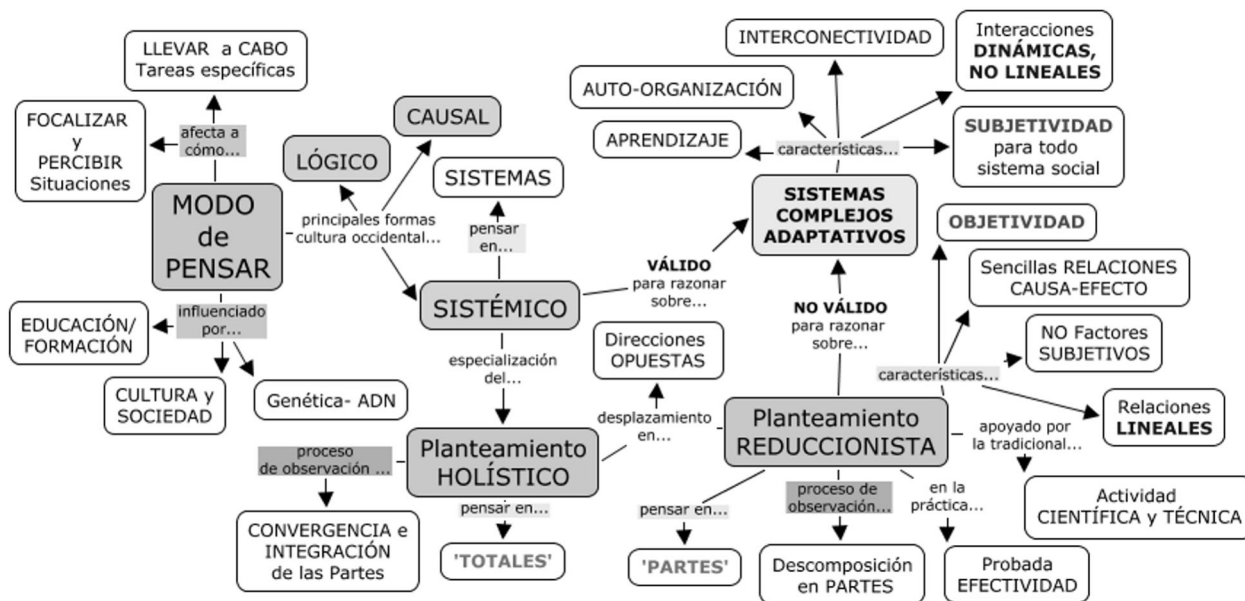 LLEVAR a CABO
Tareas específicas
FOCALIZAR
y
PERCIBIR
Situaciones
afecta a
cómo...
MODO
de
PENSAR
influenciado
por...
EDUCACIÓN/
FORMACIÓN
CULTURA y
SOCIEDAD
Genética- ADN
principales formas
cultura occidental...
LÓGICO
CAUSAL
SISTEMAS
pensar
en...
SISTÉMICO
VÁLIDO
para razonar
sobre...
especialización
del...
Planteamiento
HOLÍSTICO
proceso
de observación ...
CONVERGENCIA e
INTEGRACIÓN
de las Partes
pensar en...
'TOTALES'
desplazamiento
en...
Direcciones
OPUESTAS
INTERCONECTIVIDAD
AUTO-ORGANIZACIÓN
APRENDIZAJE
Interacciones
DINÁMICAS,
NO LINEALES
SUBJETIVIDAD
para todo
sistema social
características...
SISTEMAS
COMPLEJOS
ADAPTATIVOS
NO VÁLIDO
para razonar
sobre...
Planteamiento
REDUCCIONISTA
características...
OBJETIVIDAD
Sencillas RELACIONES
CAUSA-EFECTO
NO Factores
SUBJETIVOS
Relaciones
LINEALES
apoyado por
la tradicional...
Actividad
CIENTÍFICA y TÉCNICA
en la
práctica...
Probada
EFECTIVIDAD
proceso de
observación...
Descomposición
en PARTES
pensar en...
'PARTES'